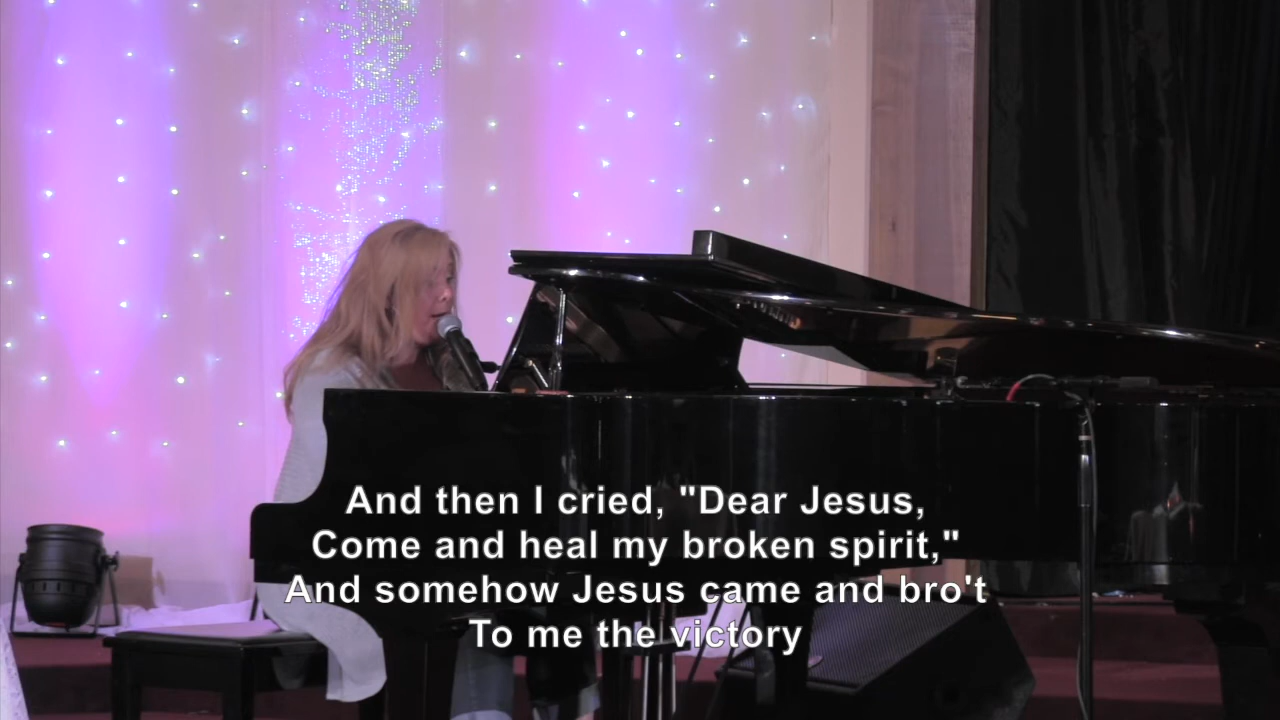 And then I cried, "Dear Jesus,
Come and heal my broken spirit,"
And somehow Jesus came and bro't
To me the victory